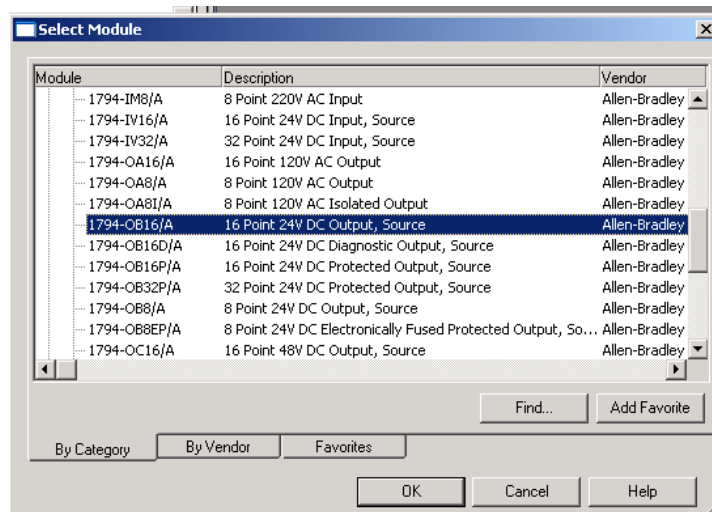 Select Module
Module Description Vendor
1794-IM8/A 8 Point 220V AC Input Allen-Bradley
1794-IV16/A 16 Point 24V DC Input, Source Allen-Bradley
1794-IV32/A 32 Point 24V DC Input, Source Allen-Bradley
1794-OA16/A 16 Point 120V AC Output Allen-Bradley
1794-OA8/A 8 Point 120V AC Output Allen-Bradley
1794-OA8I/A 8 Point 120V AC Isolated Output Allen-Bradley
1794-OB16/A 16 Point 24V DC Output, Source Allen-Bradley
1794-OB16D/A 16 Point 24V DC Diagnostic Output, Source Allen-Bradley
1794-OB16P/A 16 Point 24V DC Protected Output, Source Allen-Bradley
1794-OB32P/A 32 Point 24V DC Protected Output, Source Allen-Bradley
1794-OB8/A 8 Point 24V DC Output, Source Allen-Bradley
1794-OB8EP/A 8 Point 24V DC Electronically Fused Protected Output, So... Allen-Bradley
1794-OC16/A 16 Point 48V DC Output, Source Allen-Bradley
Find... Add Favorite
By Category By Vendor Favorites
OK Cancel Help